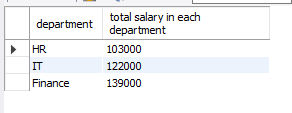 department total salary in each
department
HR 103000
IT 122000
Finance 139000